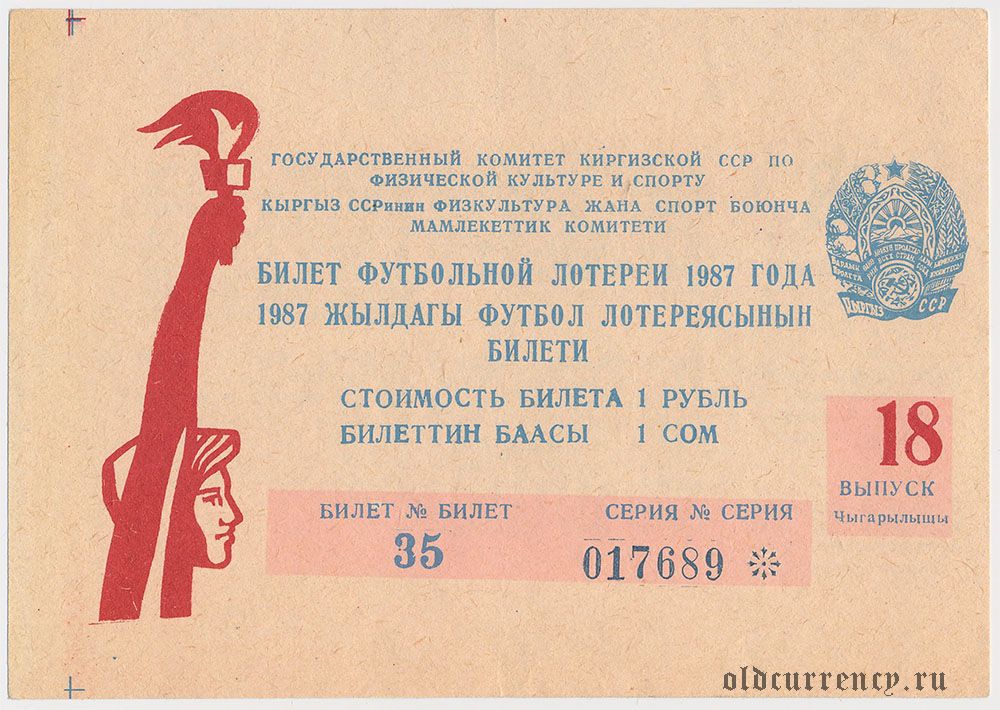 ГОСУДАРСТВЕННЫЙ КОМИТЕТ КИРГИЗСКОЙ ССР ПО
ФИЗИЧЕСКОЙ КУЛЬТУРЕ И СПОРТУ
КЫРГЫЗ ССРинин ФИЗКУЛЬТУРА ЖАНА СПОРТ БОЮНЧА
МАМЛЕКЕТТИК КОМИТЕТИ
БИЛЕТ ФУТБОЛЬНОЙ ЛОТЕРЕИ 1987 ГОДА
1987 ЖЫЛДАГЫ ФУТБОЛ ЛОТЕРЕЯСЫНЫН
БИЛЕТИ
СТОИМОСТЬ БИЛЕТА 1 РУБЛЬ
БИЛЕТТИН БААСЫ 1 СОМ
КЫРГЫЗ ССР
18
ВЫПУСК
Чыгарылышы
БИЛЕТ № БИЛЕТ
35
СЕРИЯ № СЕРИЯ
017689
oldcurrency.ru